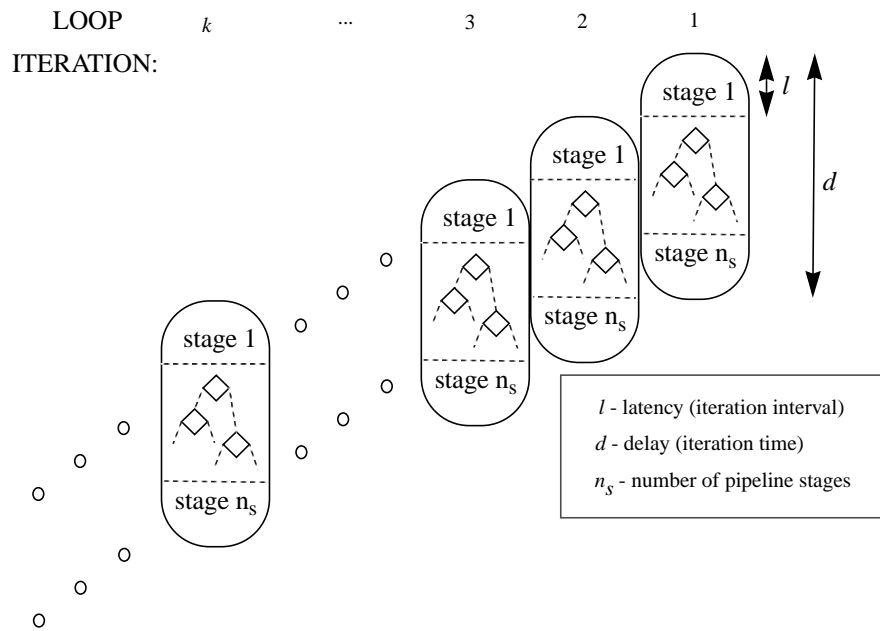 LOOP k ... 3 2 1
ITERATION:
stage 1
l
stage 1
d
stage 1
stage n_s
stage n_s
stage 1
stage n_s
l - latency (iteration interval)
d - delay (iteration time)
n_s - number of pipeline stages
stage n_s